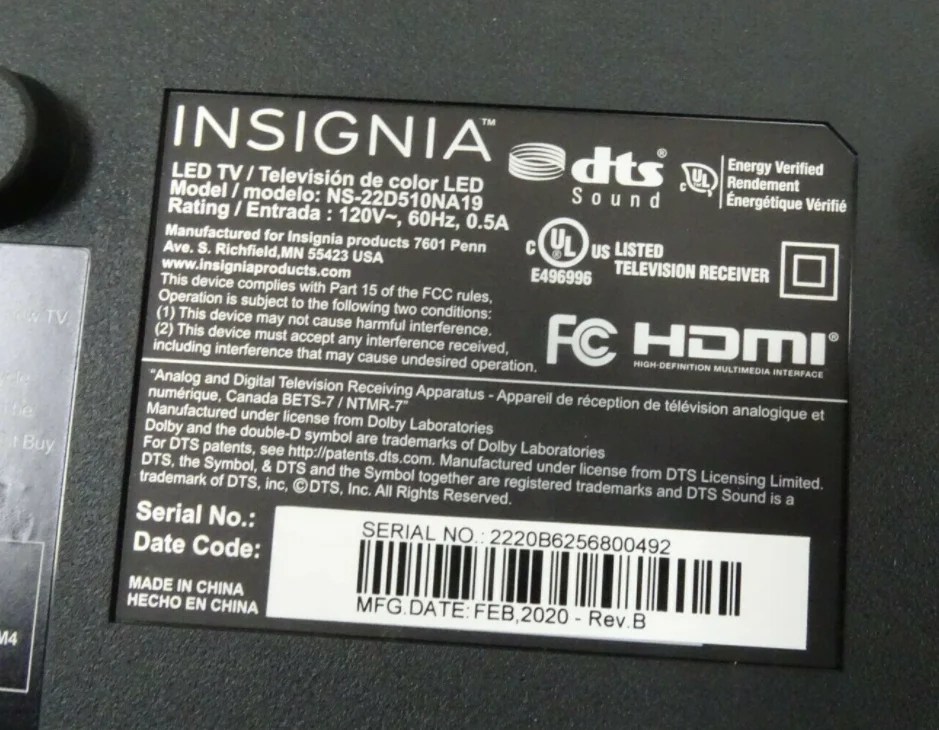 INSIGNIA™
LED TV / Televisión de color LED
Model / modelo: NS-22D510NA19
Rating / Entrada : 120V~, 60Hz, 0.5A
Manufactured for Insignia products 7601 Penn
Ave. S. Richfield,MN 55423 USA
www.insigniaproducts.com
This device complies with Part 15 of the FCC rules,
Operation is subject to the following two conditions:
(1) This device may not cause harmful interference.
(2) This device must accept any interference received,
including interference that may cause undesired operation.
dts®
Sound
C UL
Energy Verified
Rendement
Énergétique Vérifié
C UL® US LISTED
E496996 TELEVISION RECEIVER
FC HDMI®
HIGH-DEFINITION MULTIMEDIA INTERFACE
"Analog and Digital Television Receiving Apparatus - Appareil de réception de télévision analogique et
numérique, Canada BETS-7 / NTMR-7"
Manufactured under license from Dolby Laboratories
Dolby and the double-D symbol are trademarks of Dolby Laboratories
For DTS patents, see http://patents.dts.com. Manufactured under license from DTS Licensing Limited.
DTS, the Symbol, & DTS and the Symbol together are registered trademarks and DTS Sound is a
trademark of DTS, inc, ©DTS, Inc. All Rights Reserved.
Serial No.:
Date Code:
SERIAL NO.: 2220B6256800492
MFG.DATE:FEB,2020 - Rev.B
MADE IN CHINA
HECHO EN CHINA
TV,
Buy
M4